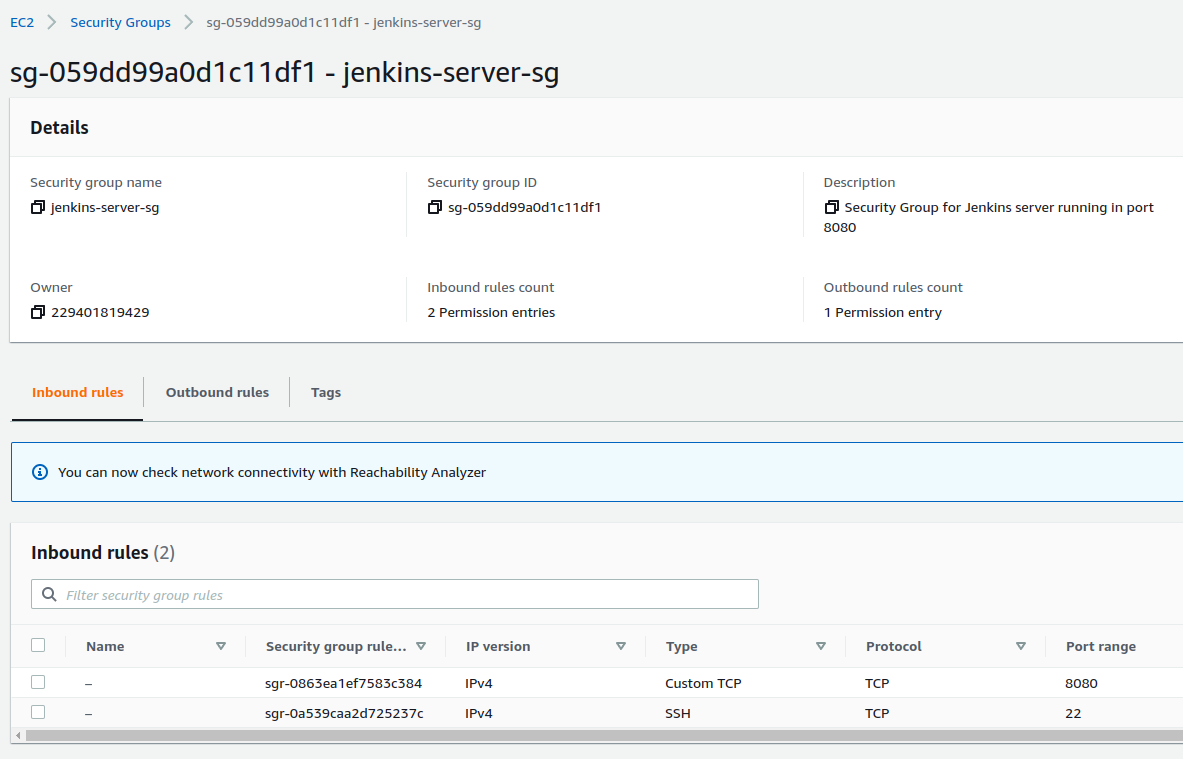 EC2 > Security Groups > sg-059dd99a0d1c11df1 - jenkins-server-sg
sg-059dd99a0d1c11df1 - jenkins-server-sg
Details
Security group name
jenkins-server-sg
Security group ID
sg-059dd99a0d1c11df1
Description
Security Group for Jenkins server running in port
8080
Owner
229401819429
Inbound rules count
2 Permission entries
Outbound rules count
1 Permission entry
Inbound rules Outbound rules Tags
You can now check network connectivity with Reachability Analyzer
Inbound rules (2)
Filter security group rules
Name Security group rule... IP version Type Protocol Port range
– sgr-0863ea1ef7583c384 IPv4 Custom TCP TCP 8080
– sgr-0a539caa2d725237c IPv4 SSH TCP 22